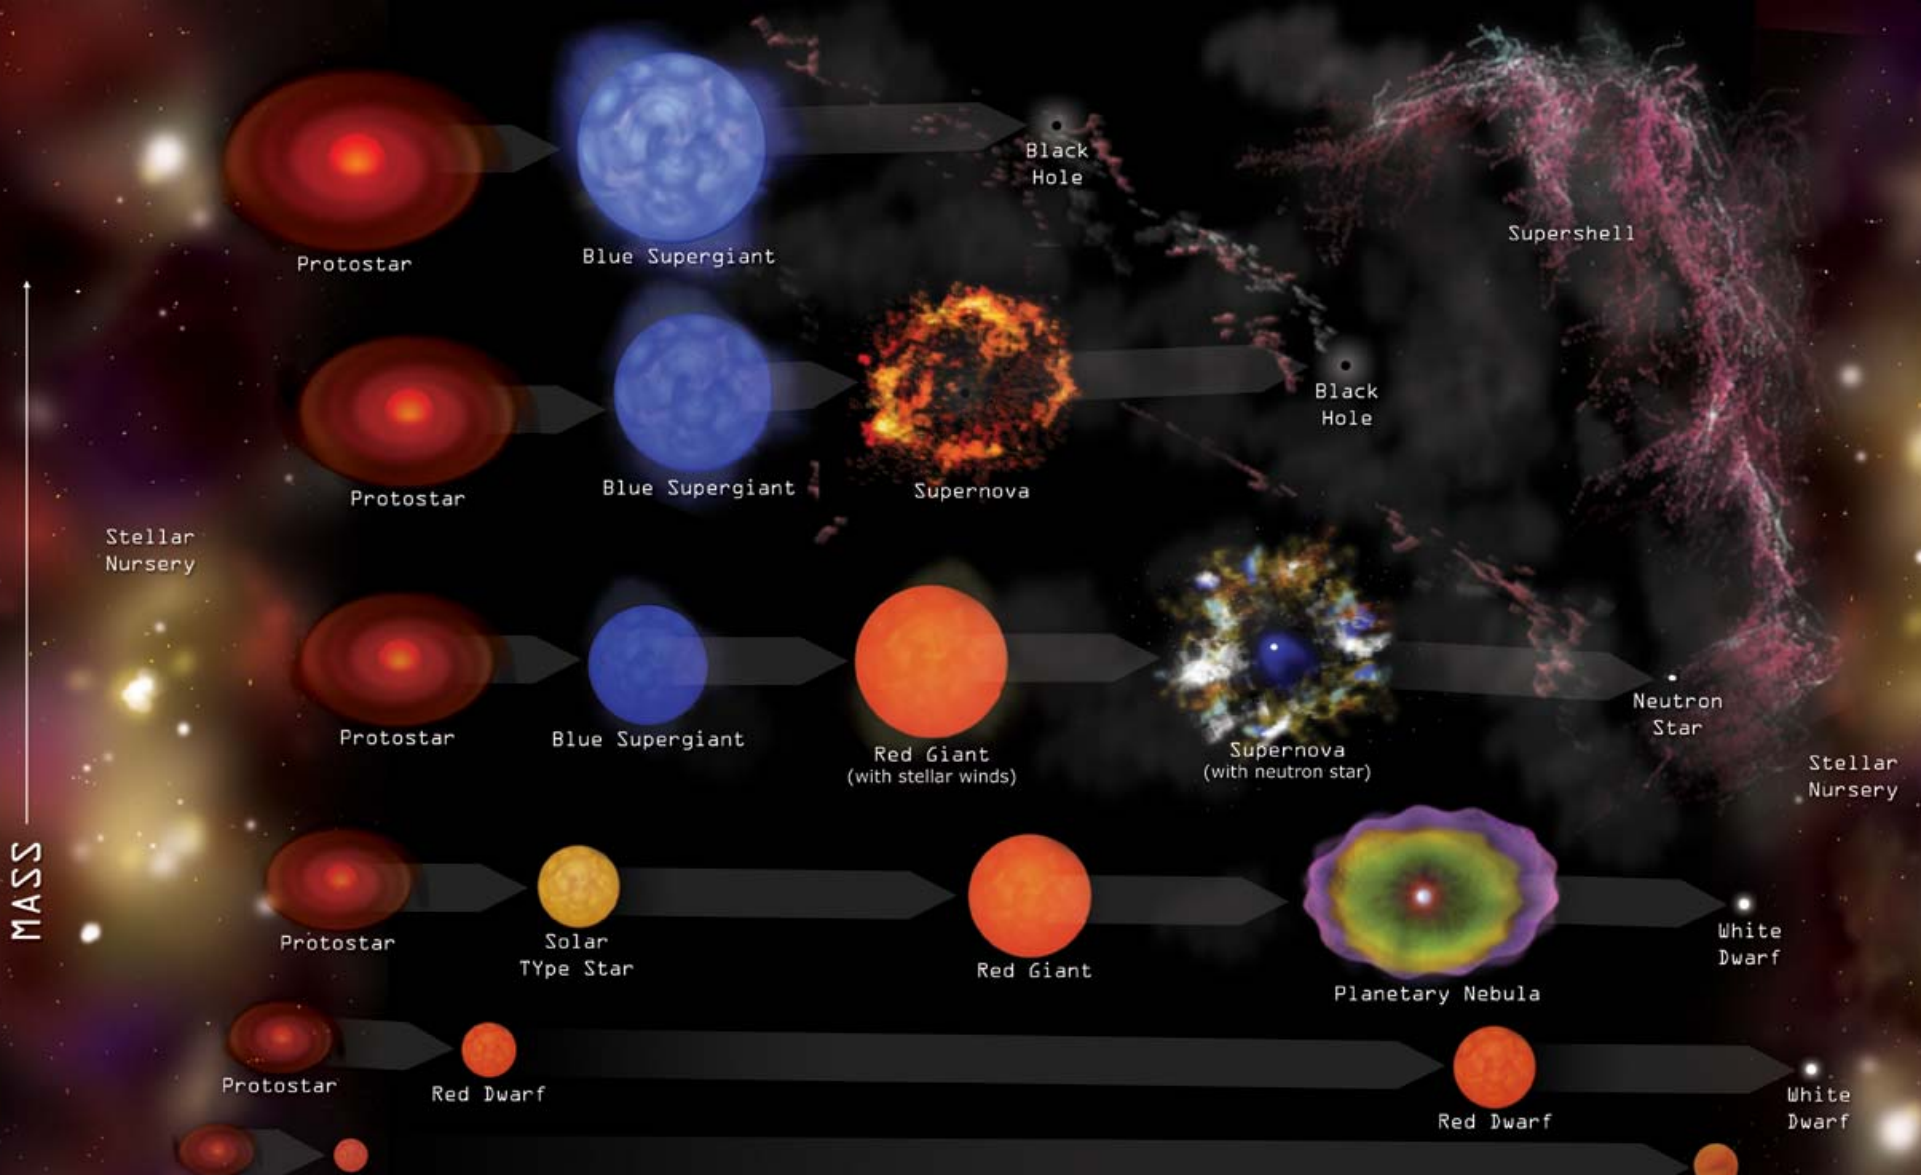 Black
Hole
Protostar
Blue Supergiant
Supershell
Protostar
Blue Supergiant
Supernova
Black
Hole
Stellar
Nursery
Protostar
Blue Supergiant
Red Giant
(with stellar winds)
Supernova
(with neutron star)
Neutron
Star
Stellar
Nursery
MASS
Protostar
Solar
TYpe Star
Red Giant
Planetary Nebula
White
Dwarf
Protostar
Red Dwarf
Red Dwarf
White
Dwarf